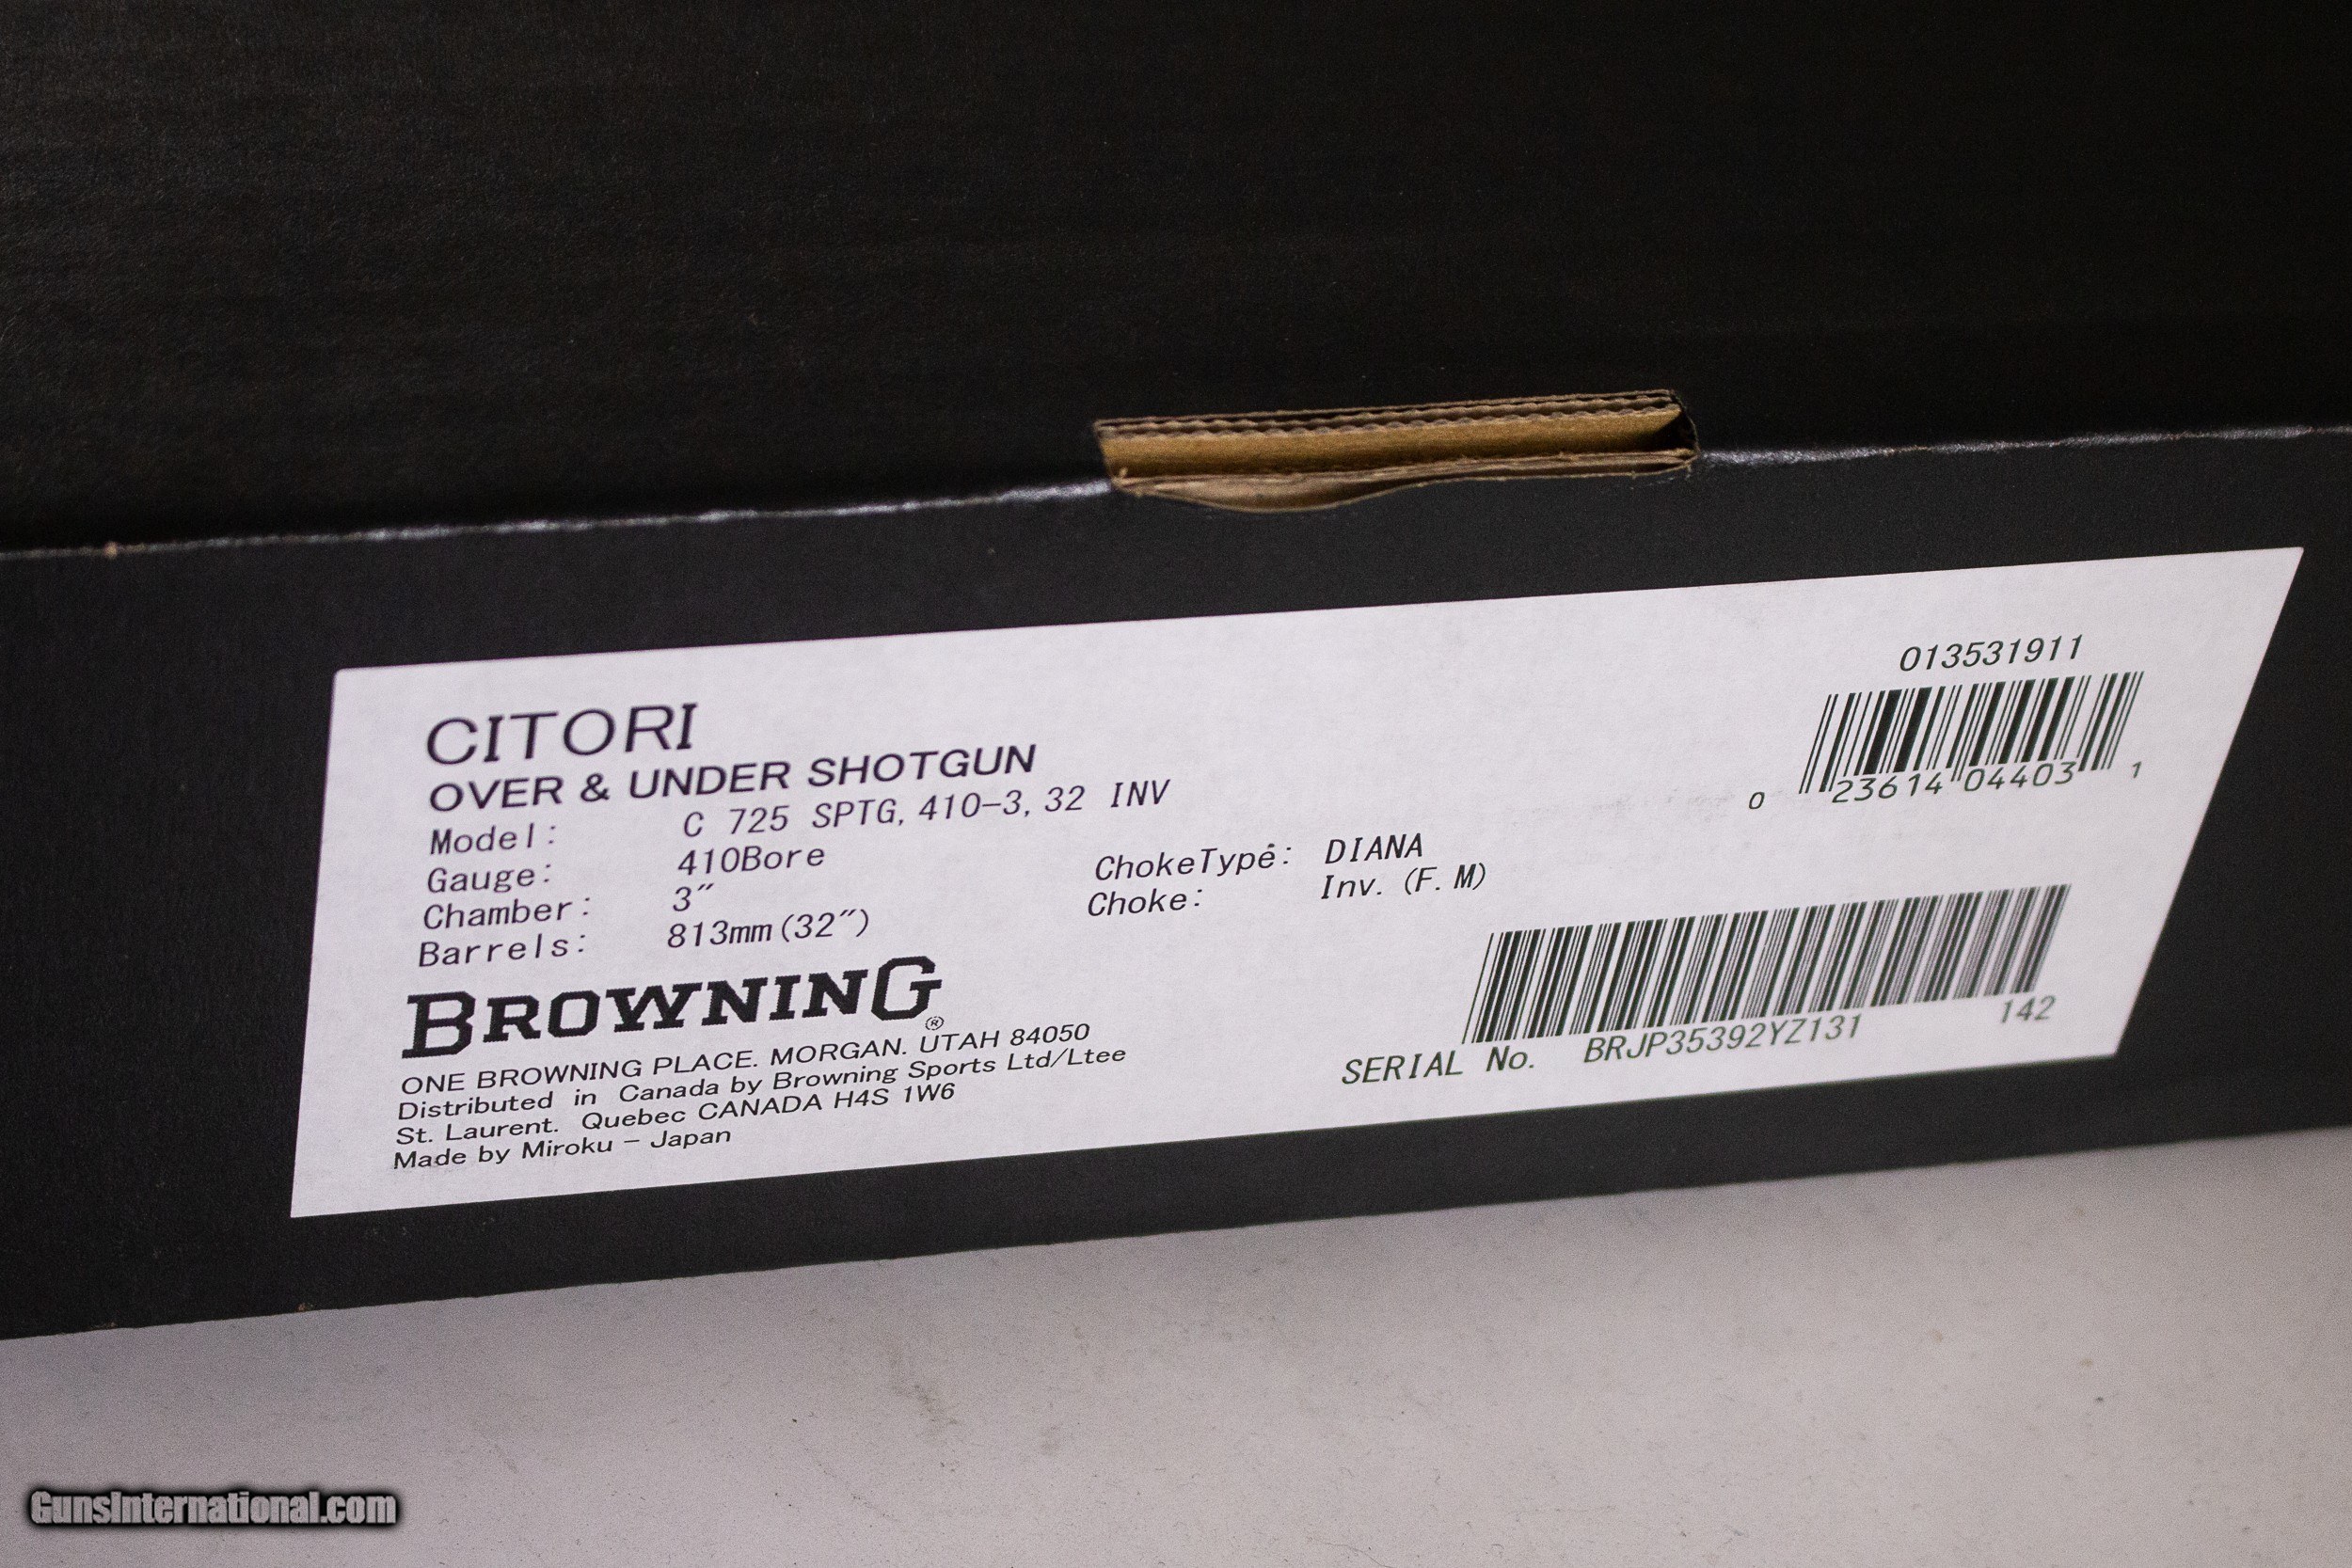 CITORI
OVER & UNDER SHOTGUN
Model: C 725 SPTG, 410-3, 32 INV
Gauge: 410Bore
Chamber: 3"
Barrels: 813mm (32")
ChokeType: DIANA
Choke: Inv. (F. M)
BROWNING®
ONE BROWNING PLACE. MORGAN. UTAH 84050
Distributed in Canada by Browning Sports Ltd/Ltee
St. Laurent. Quebec CANADA H4S 1W6
Made by Miroku - Japan
013531911
0 23614 04403 1
SERIAL No. BRJP35392YZ131 142
GunsInternational.com